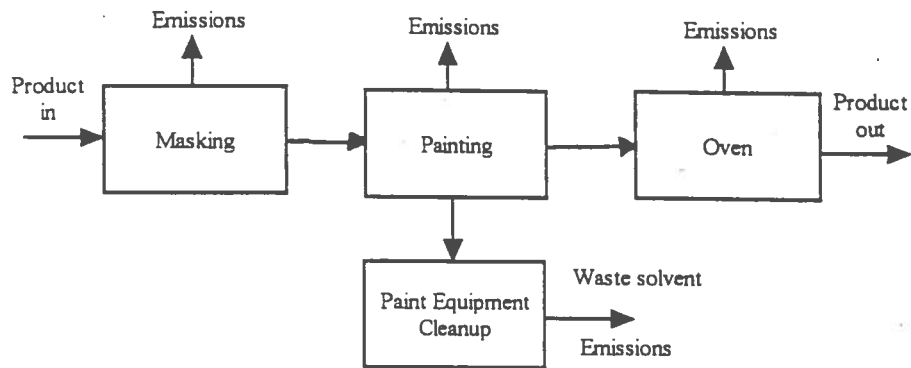 Emissions
Emissions
Emissions
Product
in
Masking
Painting
Oven
Product
out
Paint Equipment
Cleanup
Waste solvent
Emissions